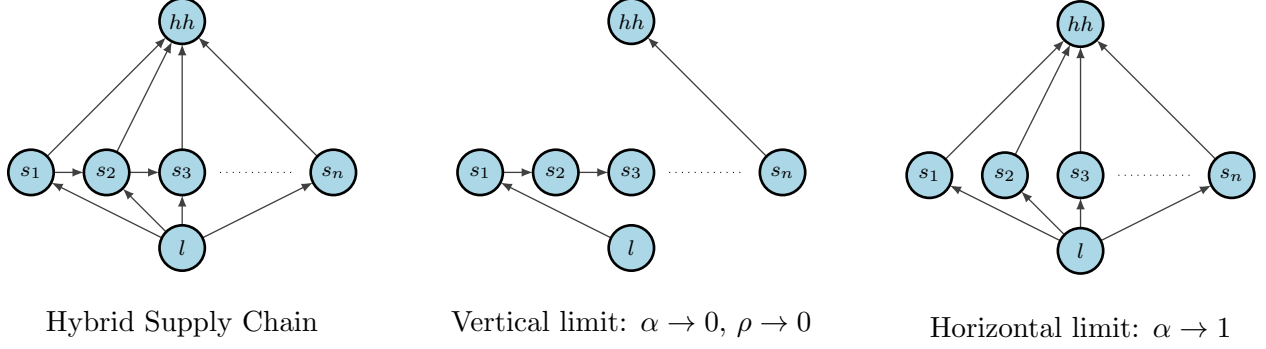 hh hh hh
s1 s2 s3 ........... sn s1 s2 s3 ........... sn s1 s2 s3 ........... sn
l l l
Hybrid Supply Chain Vertical limit: α → 0, ρ → 0 Horizontal limit: α → 1